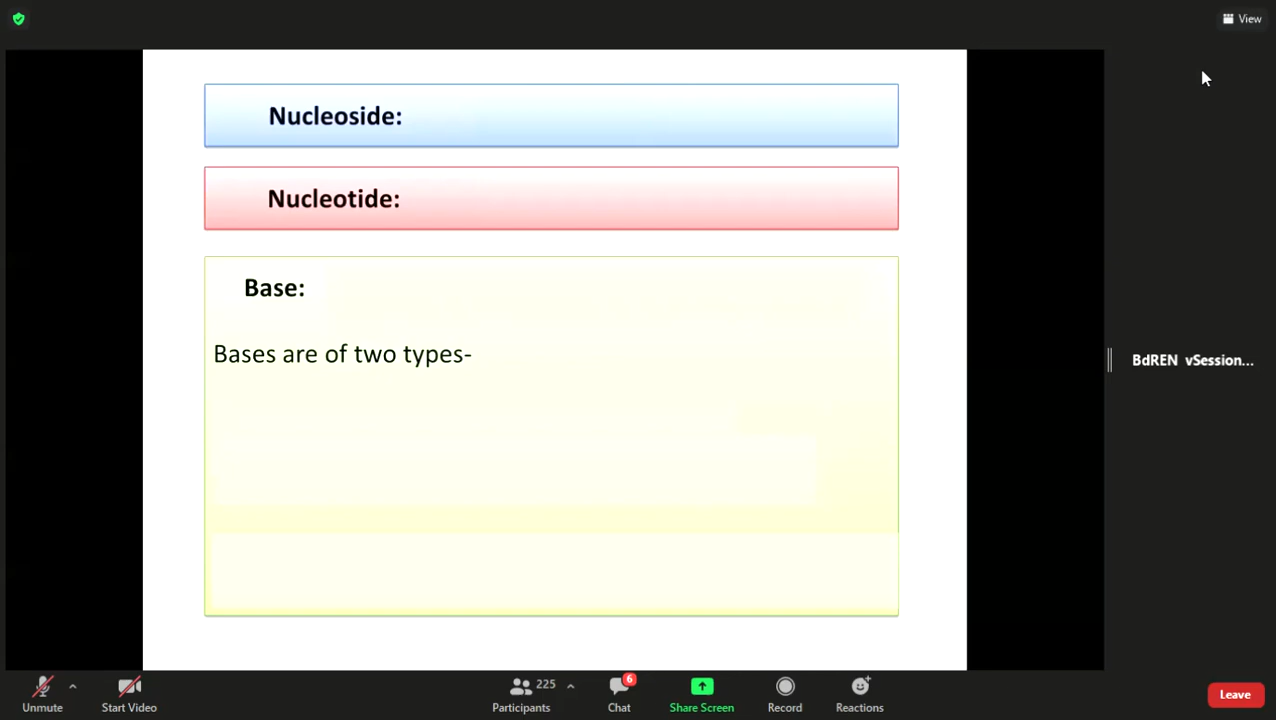 View
Nucleoside:
Nucleotide:
Base:
Bases are of two types-
BdREN vSession...
225
6
Unmute
Start Video
Participants
Chat
Share Screen
Record
Reactions
Leave